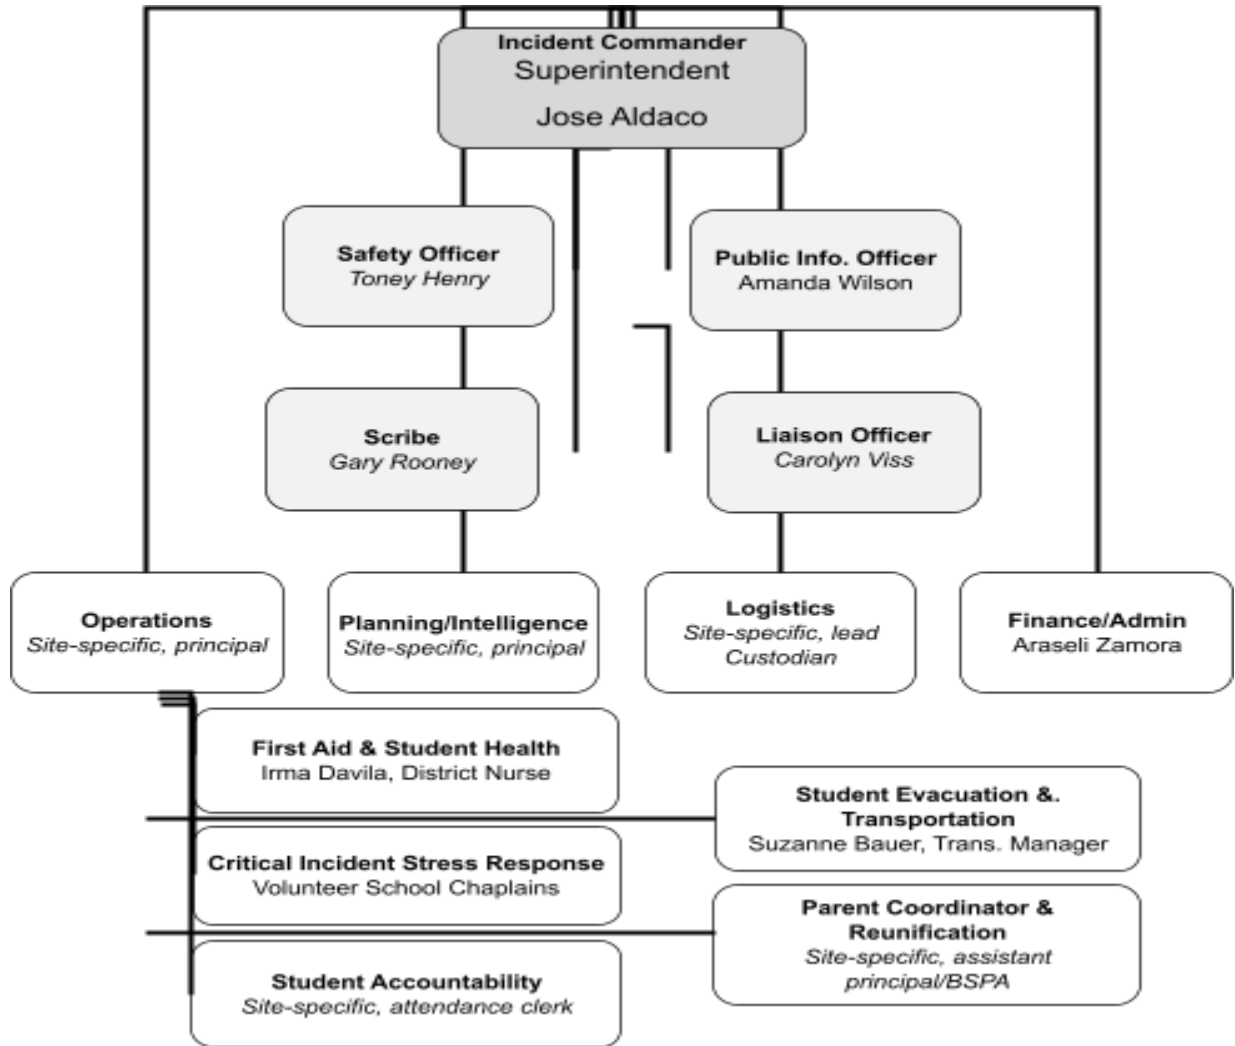 Incident Commander
Superintendent
Jose Aldaco
Safety Officer
Toney Henry
Public Info. Officer
Amanda Wilson
Scribe
Gary Rooney
Liaison Officer
Carolyn Viss
Operations
Site-specific, principal
Planning/Intelligence
Site-specific, principal
Logistics
Site-specific, lead
Custodian
Finance/Admin
Araseli Zamora
First Aid & Student Health
Irma Davila, District Nurse
Student Evacuation &.
Transportation
Suzanne Bauer, Trans. Manager
Critical Incident Stress Response
Volunteer School Chaplains
Parent Coordinator &
Reunification
Site-specific, assistant
principal/BSPA
Student Accountability
Site-specific, attendance clerk